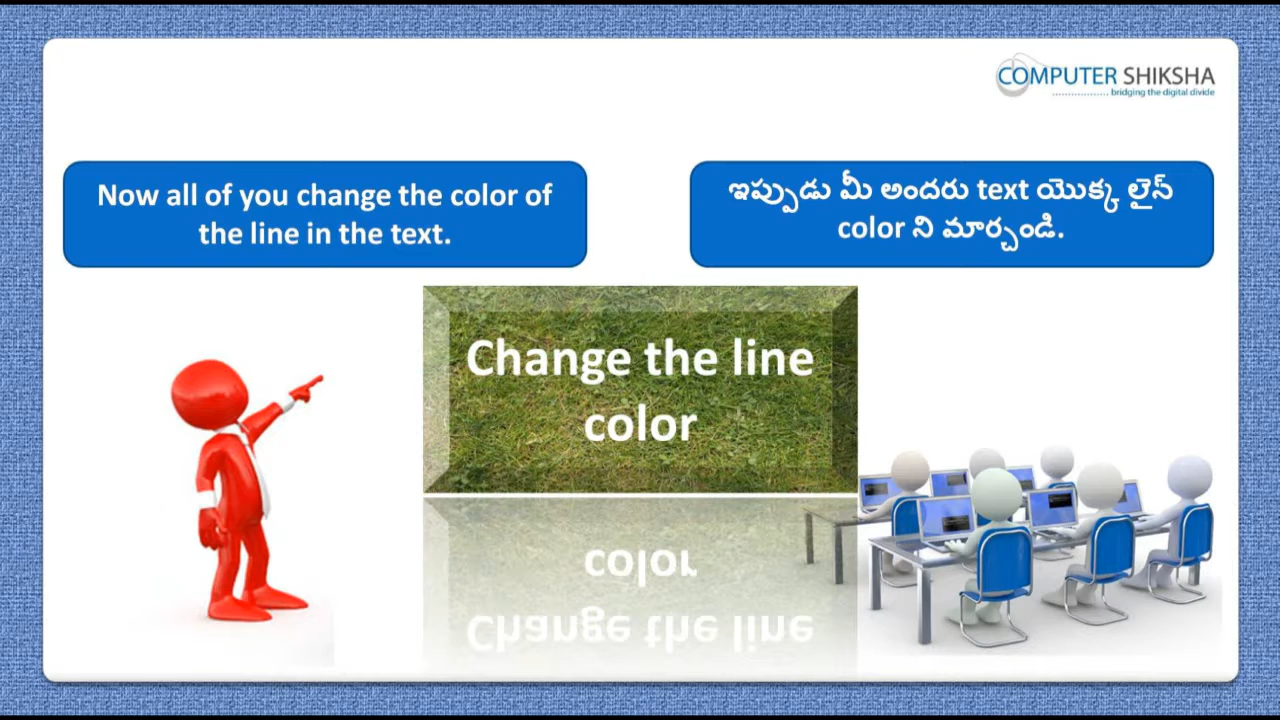 COMPUTER SHIKSHA
bridging the digital divide
Now all of you change the color of
the line in the text.
ఇప్పుడు మీ అందరు text యొక్క లైన్
color ని మార్చండి.
Change the line
color